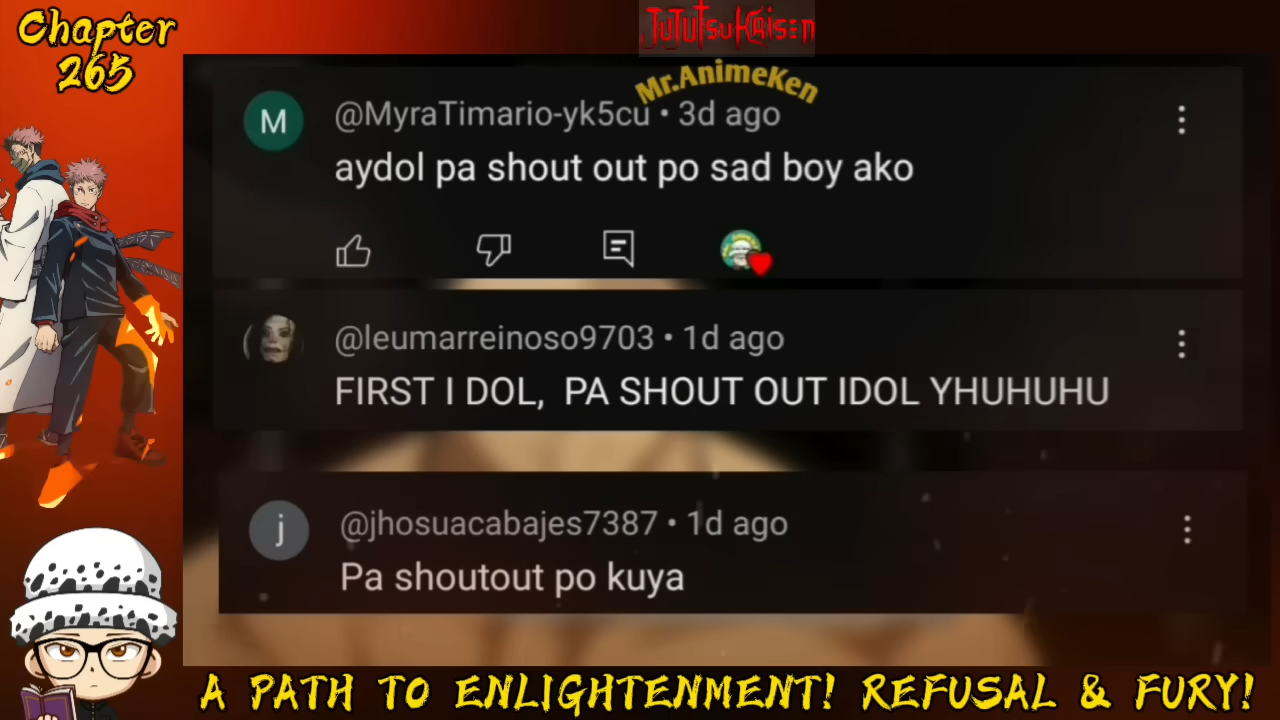 Chapter
265
JuJutsu Kaisen
Mr.AnimeKen
M
@MyraTimario-yk5cu • 3d ago
aydol pa shout out po sad boy ako
@leumarreinoso9703 • 1d ago
FIRST I DOL, PA SHOUT OUT IDOL YHUHUHU
j
@jhosuacabajes7387 • 1d ago
Pa shoutout po kuya
A PATH TO ENLIGHTENMENT! REFUSAL & FURY!